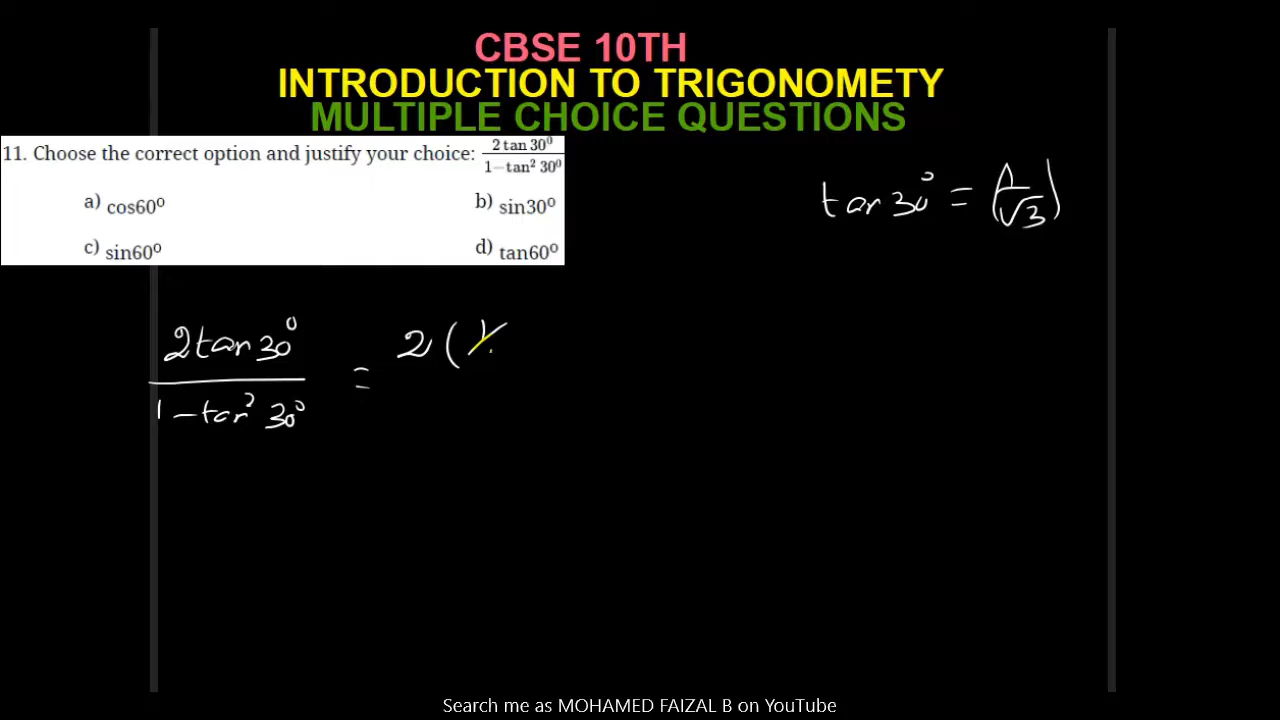 CBSE 10TH
INTRODUCTION TO TRIGONOMETY
MULTIPLE CHOICE QUESTIONS
11. Choose the correct option and justify your choice: 2 tan 30⁰ / 1−tan² 30⁰
a) cos60⁰ b) sin30⁰
c) sin60⁰ d) tan60⁰
tan 30° = (1/√3)
2tan 30° / 1 − tan² 30° = 2 (
Search me as MOHAMED FAIZAL B on YouTube